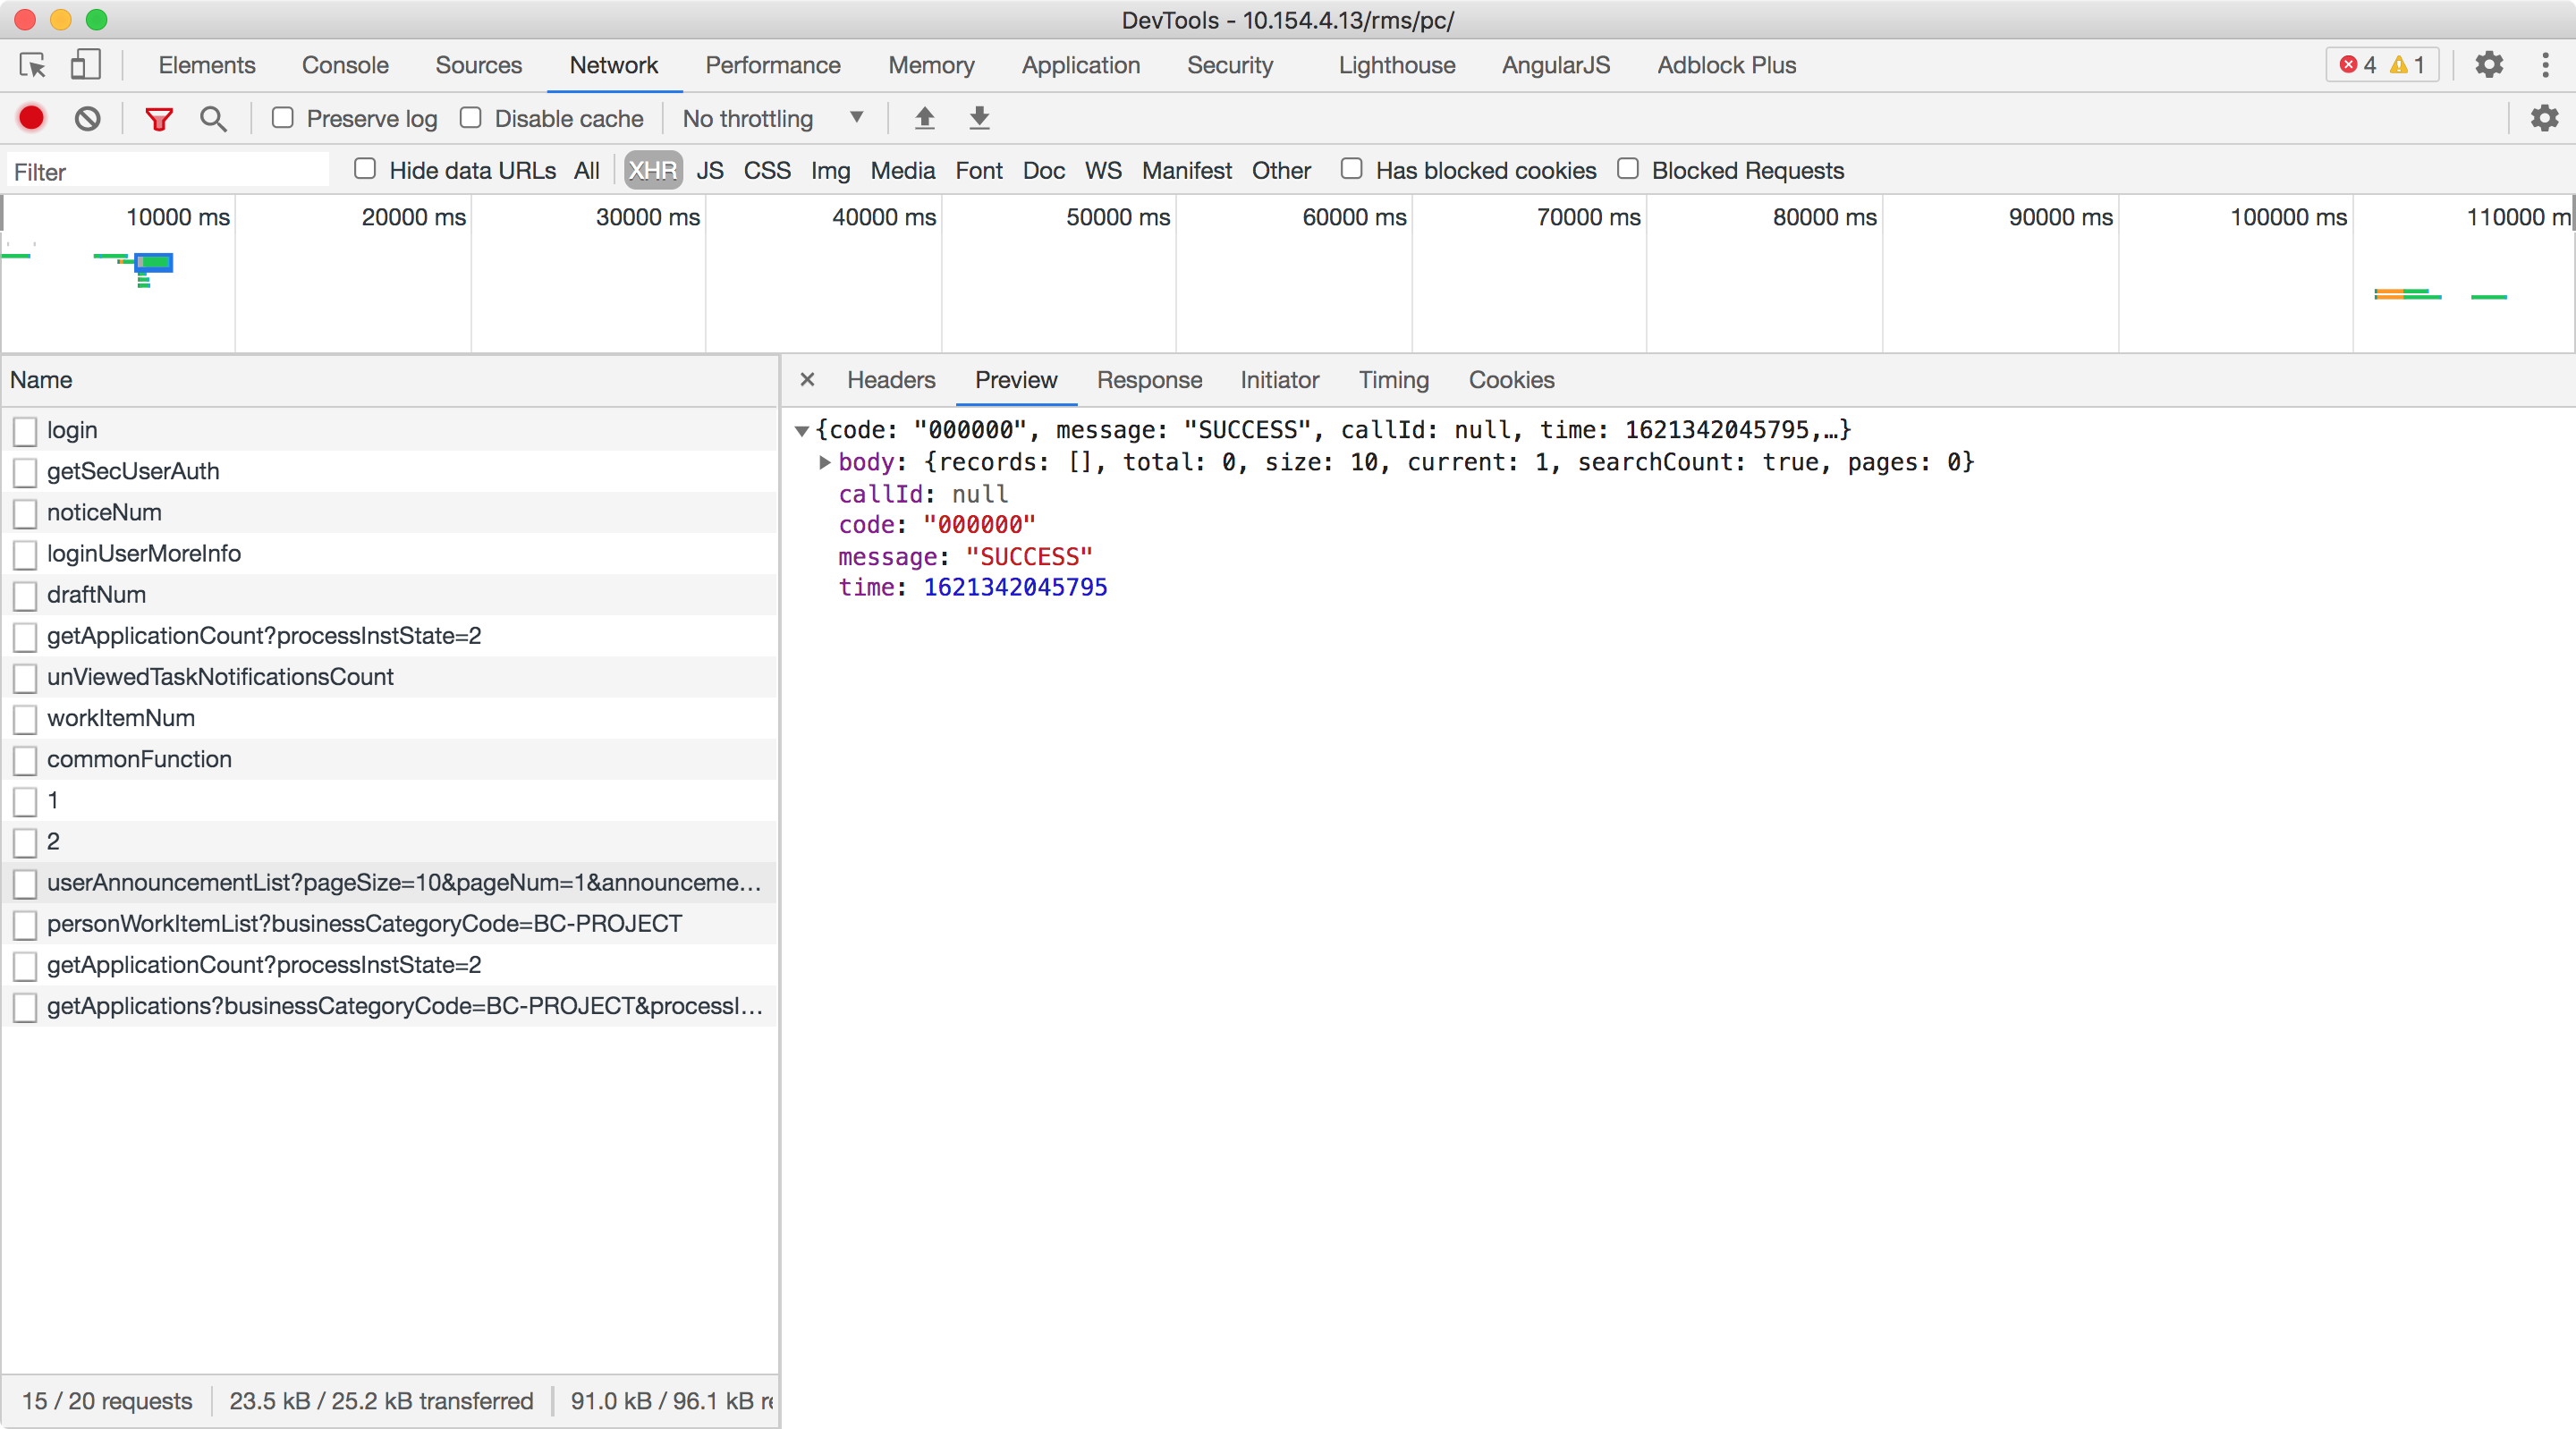 DevTools - 10.154.4.13/rms/pc/
Elements Console Sources Network Performance Memory Application Security Lighthouse AngularJS Adblock Plus 4 1
Preserve log Disable cache No throttling
Filter Hide data URLs All XHR JS CSS Img Media Font Doc WS Manifest Other Has blocked cookies Blocked Requests
10000 ms 20000 ms 30000 ms 40000 ms 50000 ms 60000 ms 70000 ms 80000 ms 90000 ms 100000 ms 110000 m
Name
login
getSecUserAuth
noticeNum
loginUserMoreInfo
draftNum
getApplicationCount?processInstState=2
unViewedTaskNotificationsCount
workItemNum
commonFunction
1
2
userAnnouncementList?pageSize=10&pageNum=1&announceme…
personWorkItemList?businessCategoryCode=BC-PROJECT
getApplicationCount?processInstState=2
getApplications?businessCategoryCode=BC-PROJECT&processI…
15 / 20 requests 23.5 kB / 25.2 kB transferred 91.0 kB / 96.1 kB re
× Headers Preview Response Initiator Timing Cookies
{code: "000000", message: "SUCCESS", callId: null, time: 1621342045795,…}
body: {records: [], total: 0, size: 10, current: 1, searchCount: true, pages: 0}
callId: null
code: "000000"
message: "SUCCESS"
time: 1621342045795